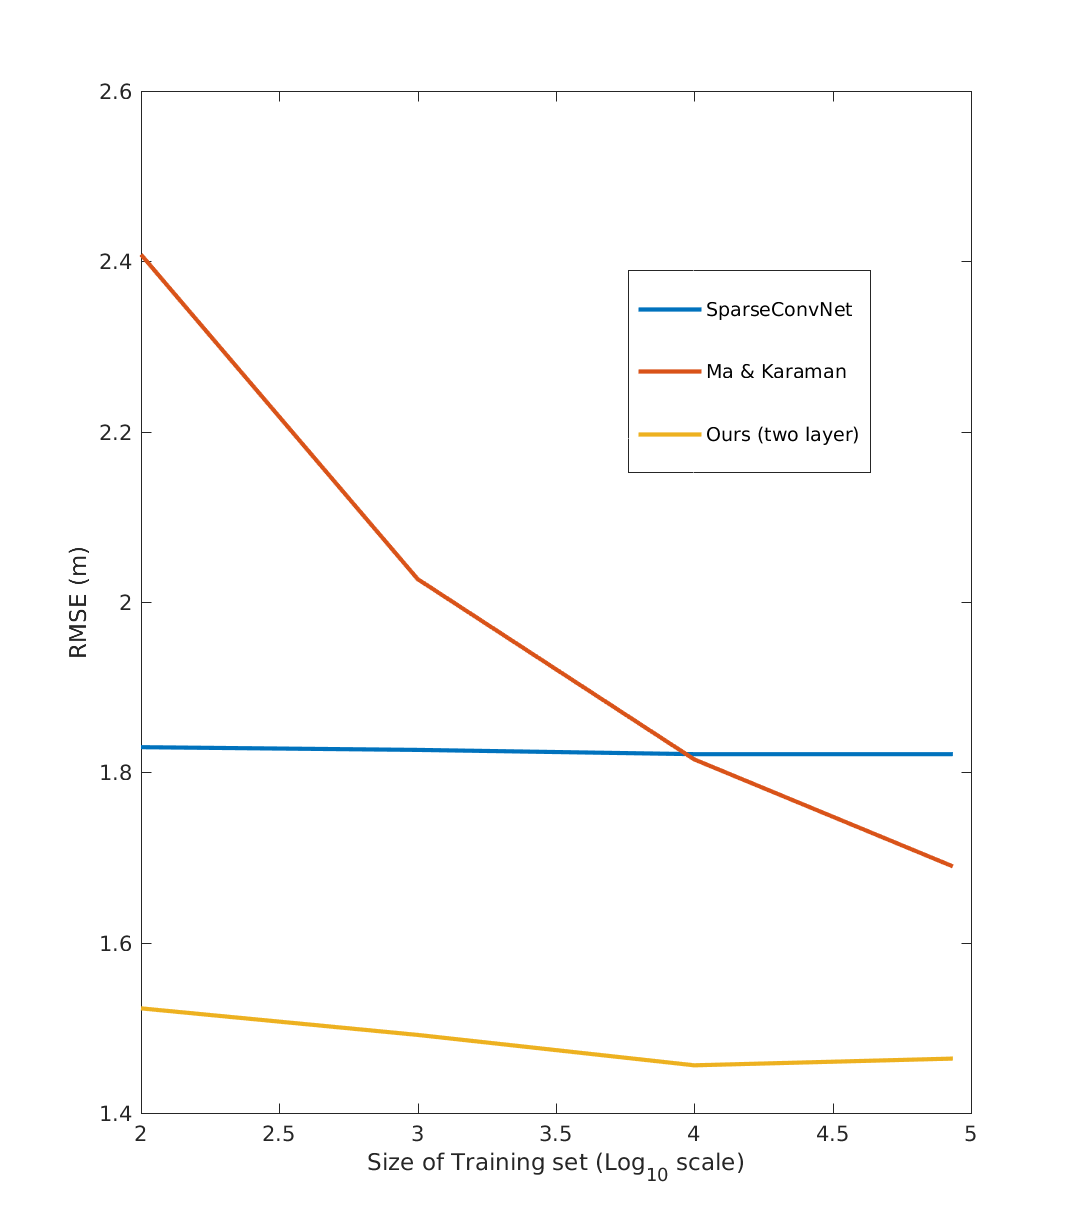 2.6
2.4
2.2
2
1.8
1.6
1.4
RMSE (m)
SparseConvNet
Ma & Karaman
Ours (two layer)
2 2.5 3 3.5 4 4.5 5
Size of Training set (Log10 scale)